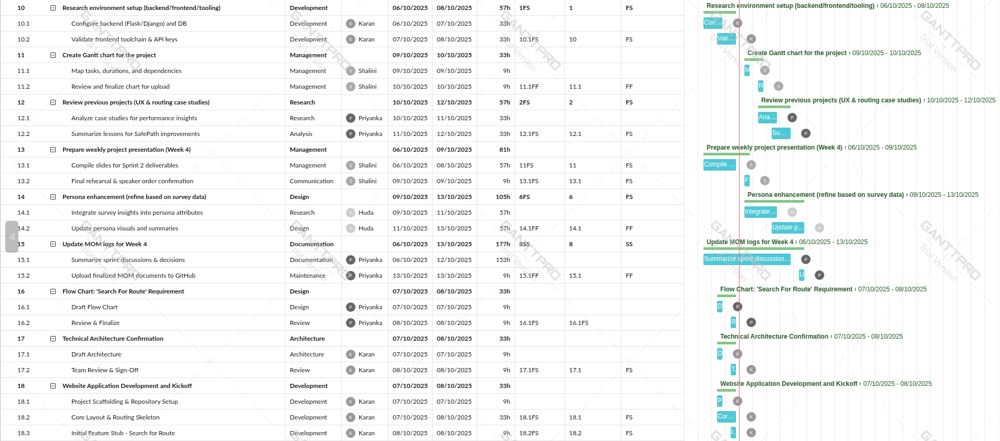 10 Research environment setup (backend/frontend/tooling) Development 06/10/2025 08/10/2025 57h 1FS 1 FS Research environment setup (backend/frontend/tooling) 06/10/2025 - 08/10/2025
10.1 Configure backend (Flask/Django) and DB Development K Karan 06/10/2025 07/10/2025 33h Con... K
10.2 Validate frontend toolchain & API keys Development K Karan 07/10/2025 08/10/2025 33h 10.1FS 10 FS Vali... K
11 Create Gantt chart for the project Management 09/10/2025 10/10/2025 33h Create Gantt chart for the project 09/10/2025 - 10/10/2025
11.1 Map tasks, durations, and dependencies Management S Shalini 09/10/2025 09/10/2025 9h M S
11.2 Review and finalize chart for upload Management S Shalini 10/10/2025 10/10/2025 9h 11.1FF 11.1 FF R S
12 Review previous projects (UX & routing case studies) Research 10/10/2025 12/10/2025 57h 2FS 2 FS Review previous projects (UX & routing case studies) 10/10/2025 - 12/10/2025
12.1 Analyze case studies for performance insights Research P Priyanka 10/10/2025 11/10/2025 33h Ana... P
12.2 Summarize lessons for SafePath improvements Analysis P Priyanka 11/10/2025 12/10/2025 33h 12.1FS 12.1 FS Su... P
13 Prepare weekly project presentation (Week 4) Management 06/10/2025 09/10/2025 81h Prepare weekly project presentation (Week 4) 06/10/2025 - 09/10/2025
13.1 Compile slides for Sprint 2 deliverables Management S Shalini 06/10/2025 08/10/2025 57h 11FS 11 FS Compile ... S
13.2 Final rehearsal & speaker order confirmation Communication S Shalini 09/10/2025 09/10/2025 9h 13.1FS 13.1 FS F S
14 Persona enhancement (refine based on survey data) Design 09/10/2025 13/10/2025 105h 6FS 6 FS Persona enhancement (refine based on survey data) 09/10/2025 - 13/10/2025
14.1 Integrate survey insights into persona attributes Research H Huda 09/10/2025 11/10/2025 57h Integrate... H
14.2 Update persona visuals and summaries Design H Huda 11/10/2025 13/10/2025 57h 14.1FF 14.1 FF Update p... H
15 Update MOM logs for Week 4 Documentation 06/10/2025 13/10/2025 177h 8SS 8 SS Update MOM logs for Week 4 06/10/2025 - 13/10/2025
15.1 Summarize sprint discussions & decisions Documentation P Priyanka 06/10/2025 12/10/2025 153h Summarize sprint discussion... P
15.2 Upload finalized MOM documents to GitHub Maintenance P Priyanka 13/10/2025 13/10/2025 9h 15.1FF 15.1 FF U P
16 Flow Chart: 'Search For Route' Requirement Design 07/10/2025 08/10/2025 33h Flow Chart: 'Search For Route' Requirement 07/10/2025 - 08/10/2025
16.1 Draft Flow Chart Design P Priyanka 07/10/2025 07/10/2025 9h D P
16.2 Review & Finalize Review P Priyanka 08/10/2025 08/10/2025 9h 16.1FS 16.1FS R P
17 Technical Architecture Confirmation Architecture 07/10/2025 08/10/2025 33h Technical Architecture Confirmation 07/10/2025 - 08/10/2025
17.1 Draft Architecture Architecture K Karan 07/10/2025 07/10/2025 9h D K
17.2 Team Review & Sign-Off Review K Karan 08/10/2025 08/10/2025 9h 17.1FS 17.1 FS T. K
18 Website Application Development and Kickoff Development 07/10/2025 08/10/2025 33h Website Application Development and Kickoff 07/10/2025 - 08/10/2025
18.1 Project Scaffolding & Repository Setup Development K Karan 07/10/2025 07/10/2025 9h P K
18.2 Core Layout & Routing Skeleton Development K Karan 07/10/2025 08/10/2025 33h 18.1FS 18.1 FS Cor... K
18.3 Initial Feature Stub - Search for Route Development K Karan 08/10/2025 08/10/2025 9h 18.2FS 18.2 FS I. K
GANTTPRO
Trial Version
GANTTPRO
Trial Version
GANTTPRO
Trial Version
GANTTPRO
Trial Version
GANTTPRO
Trial Version
GANTTPRO
Trial Version
GANTTPRO
Trial Version
GANTTPRO
Trial Version
GANTTPRO
Trial Version
GANTTPRO
Trial Version